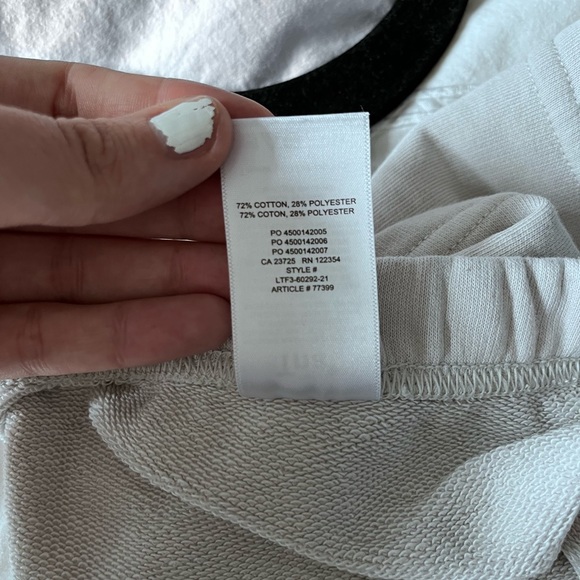 72% COTTON, 28% POLYESTER
72% COTON, 28% POLYESTER
PO 4500142005
PO 4500142006
PO 4500142007
CA 23725 RN 122354
STYLE #
LTF3-60292-21
ARTICLE # 77399